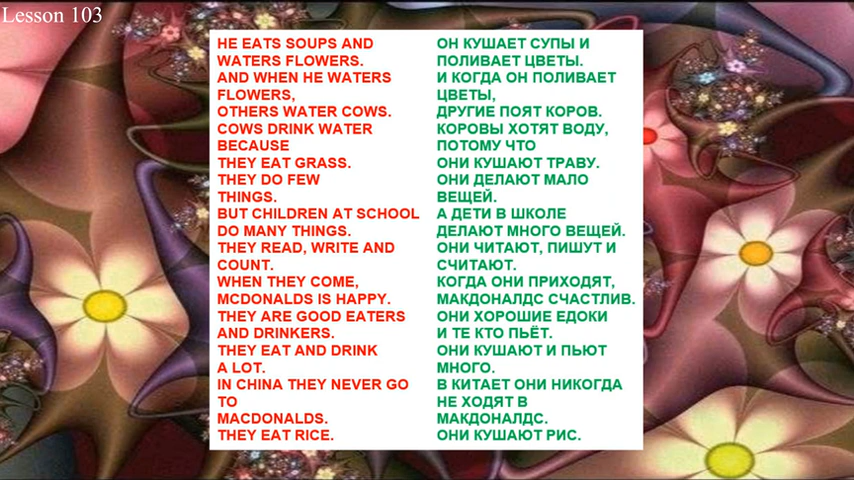 Lesson 103
HE EATS SOUPS AND
WATERS FLOWERS.
AND WHEN HE WATERS
FLOWERS,
OTHERS WATER COWS.
COWS DRINK WATER
BECAUSE
THEY EAT GRASS.
THEY DO FEW
THINGS.
BUT CHILDREN AT SCHOOL
DO MANY THINGS.
THEY READ, WRITE AND
COUNT.
WHEN THEY COME,
MCDONALDS IS HAPPY.
THEY ARE GOOD EATERS
AND DRINKERS.
THEY EAT AND DRINK
A LOT.
IN CHINA THEY NEVER GO
TO
MACDONALDS.
THEY EAT RICE.
ОН КУШАЕТ СУПЫ И
ПОЛИВАЕТ ЦВЕТЫ.
И КОГДА ОН ПОЛИВАЕТ
ЦВЕТЫ,
ДРУГИЕ ПОЯТ КОРОВ.
КОРОВЫ ХОТЯТ ВОДУ,
ПОТОМУ ЧТО
ОНИ КУШАЮТ ТРАВУ.
ОНИ ДЕЛАЮТ МАЛО
ВЕЩЕЙ.
А ДЕТИ В ШКОЛЕ
ДЕЛАЮТ МНОГО ВЕЩЕЙ.
ОНИ ЧИТАЮТ, ПИШУТ И
СЧИТАЮТ.
КОГДА ОНИ ПРИХОДЯТ,
МАКДОНАЛДС СЧАСТЛИВ.
ОНИ ХОРОШИЕ ЕДОКИ
И ТЕ КТО ПЬЁТ.
ОНИ КУШАЮТ И ПЬЮТ
МНОГО.
В КИТАЕТ ОНИ НИКОГДА
НЕ ХОДЯТ В
МАКДОНАЛДС.
ОНИ КУШАЮТ РИС.